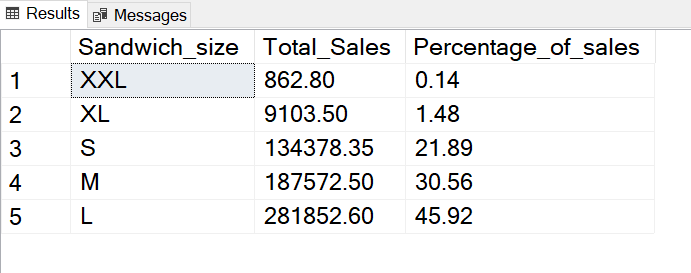 Results Messages
Sandwich_size Total_Sales Percentage_of_sales
1 XXL 862.80 0.14
2 XL 9103.50 1.48
3 S 134378.35 21.89
4 M 187572.50 30.56
5 L 281852.60 45.92